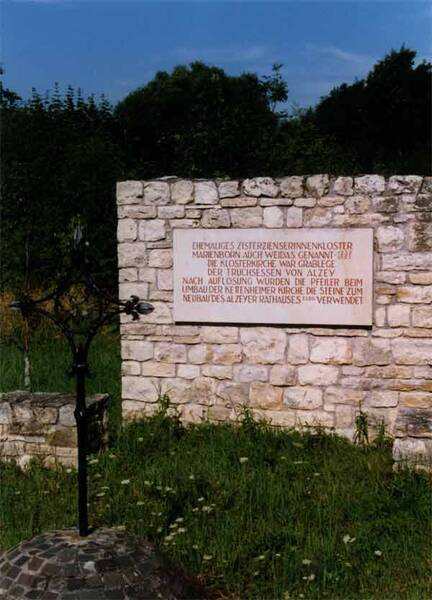 EHEMALIGES ZISTERZIENSERINNENKLOSTER
MARIENBORN AUCH WEIDAS GENANNT
DIE KLOSTERKIRCHE WAR GRABLEGE
DER TRUCHSESSEN VON ALZEY
NACH AUFLÖSUNG WURDEN DIE PFEILER BEIM
UMBAU DER KETENHEIMER KIRCHE DIE STEINE ZUM
NEUBAU DES ALZEYER RATHAUSES VERWENDET